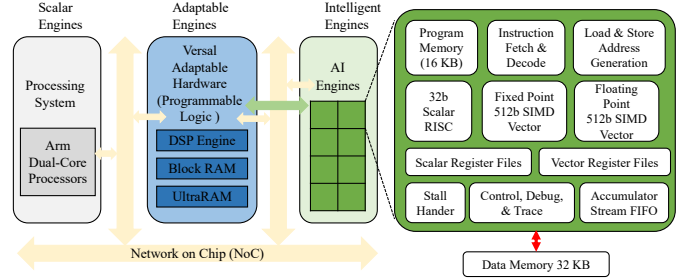 Scalar
Engines
Adaptable
Engines
Intelligent
Engines
Processing
System
Arm
Dual-Core
Processors
Versal
Adaptable
Hardware
(Programmable
Logic )
DSP Engine
Block RAM
UltraRAM
AI
Engines
Network on Chip (NoC)
Program
Memory
(16 KB)
Instruction
Fetch &
Decode
Load & Store
Address
Generation
32b
Scalar
RISC
Fixed Point
512b SIMD
Vector
Floating
Point
512b SIMD
Vector
Scalar Register Files
Vector Register Files
Stall
Hander
Control, Debug,
& Trace
Accumulator
Stream FIFO
Data Memory 32 KB